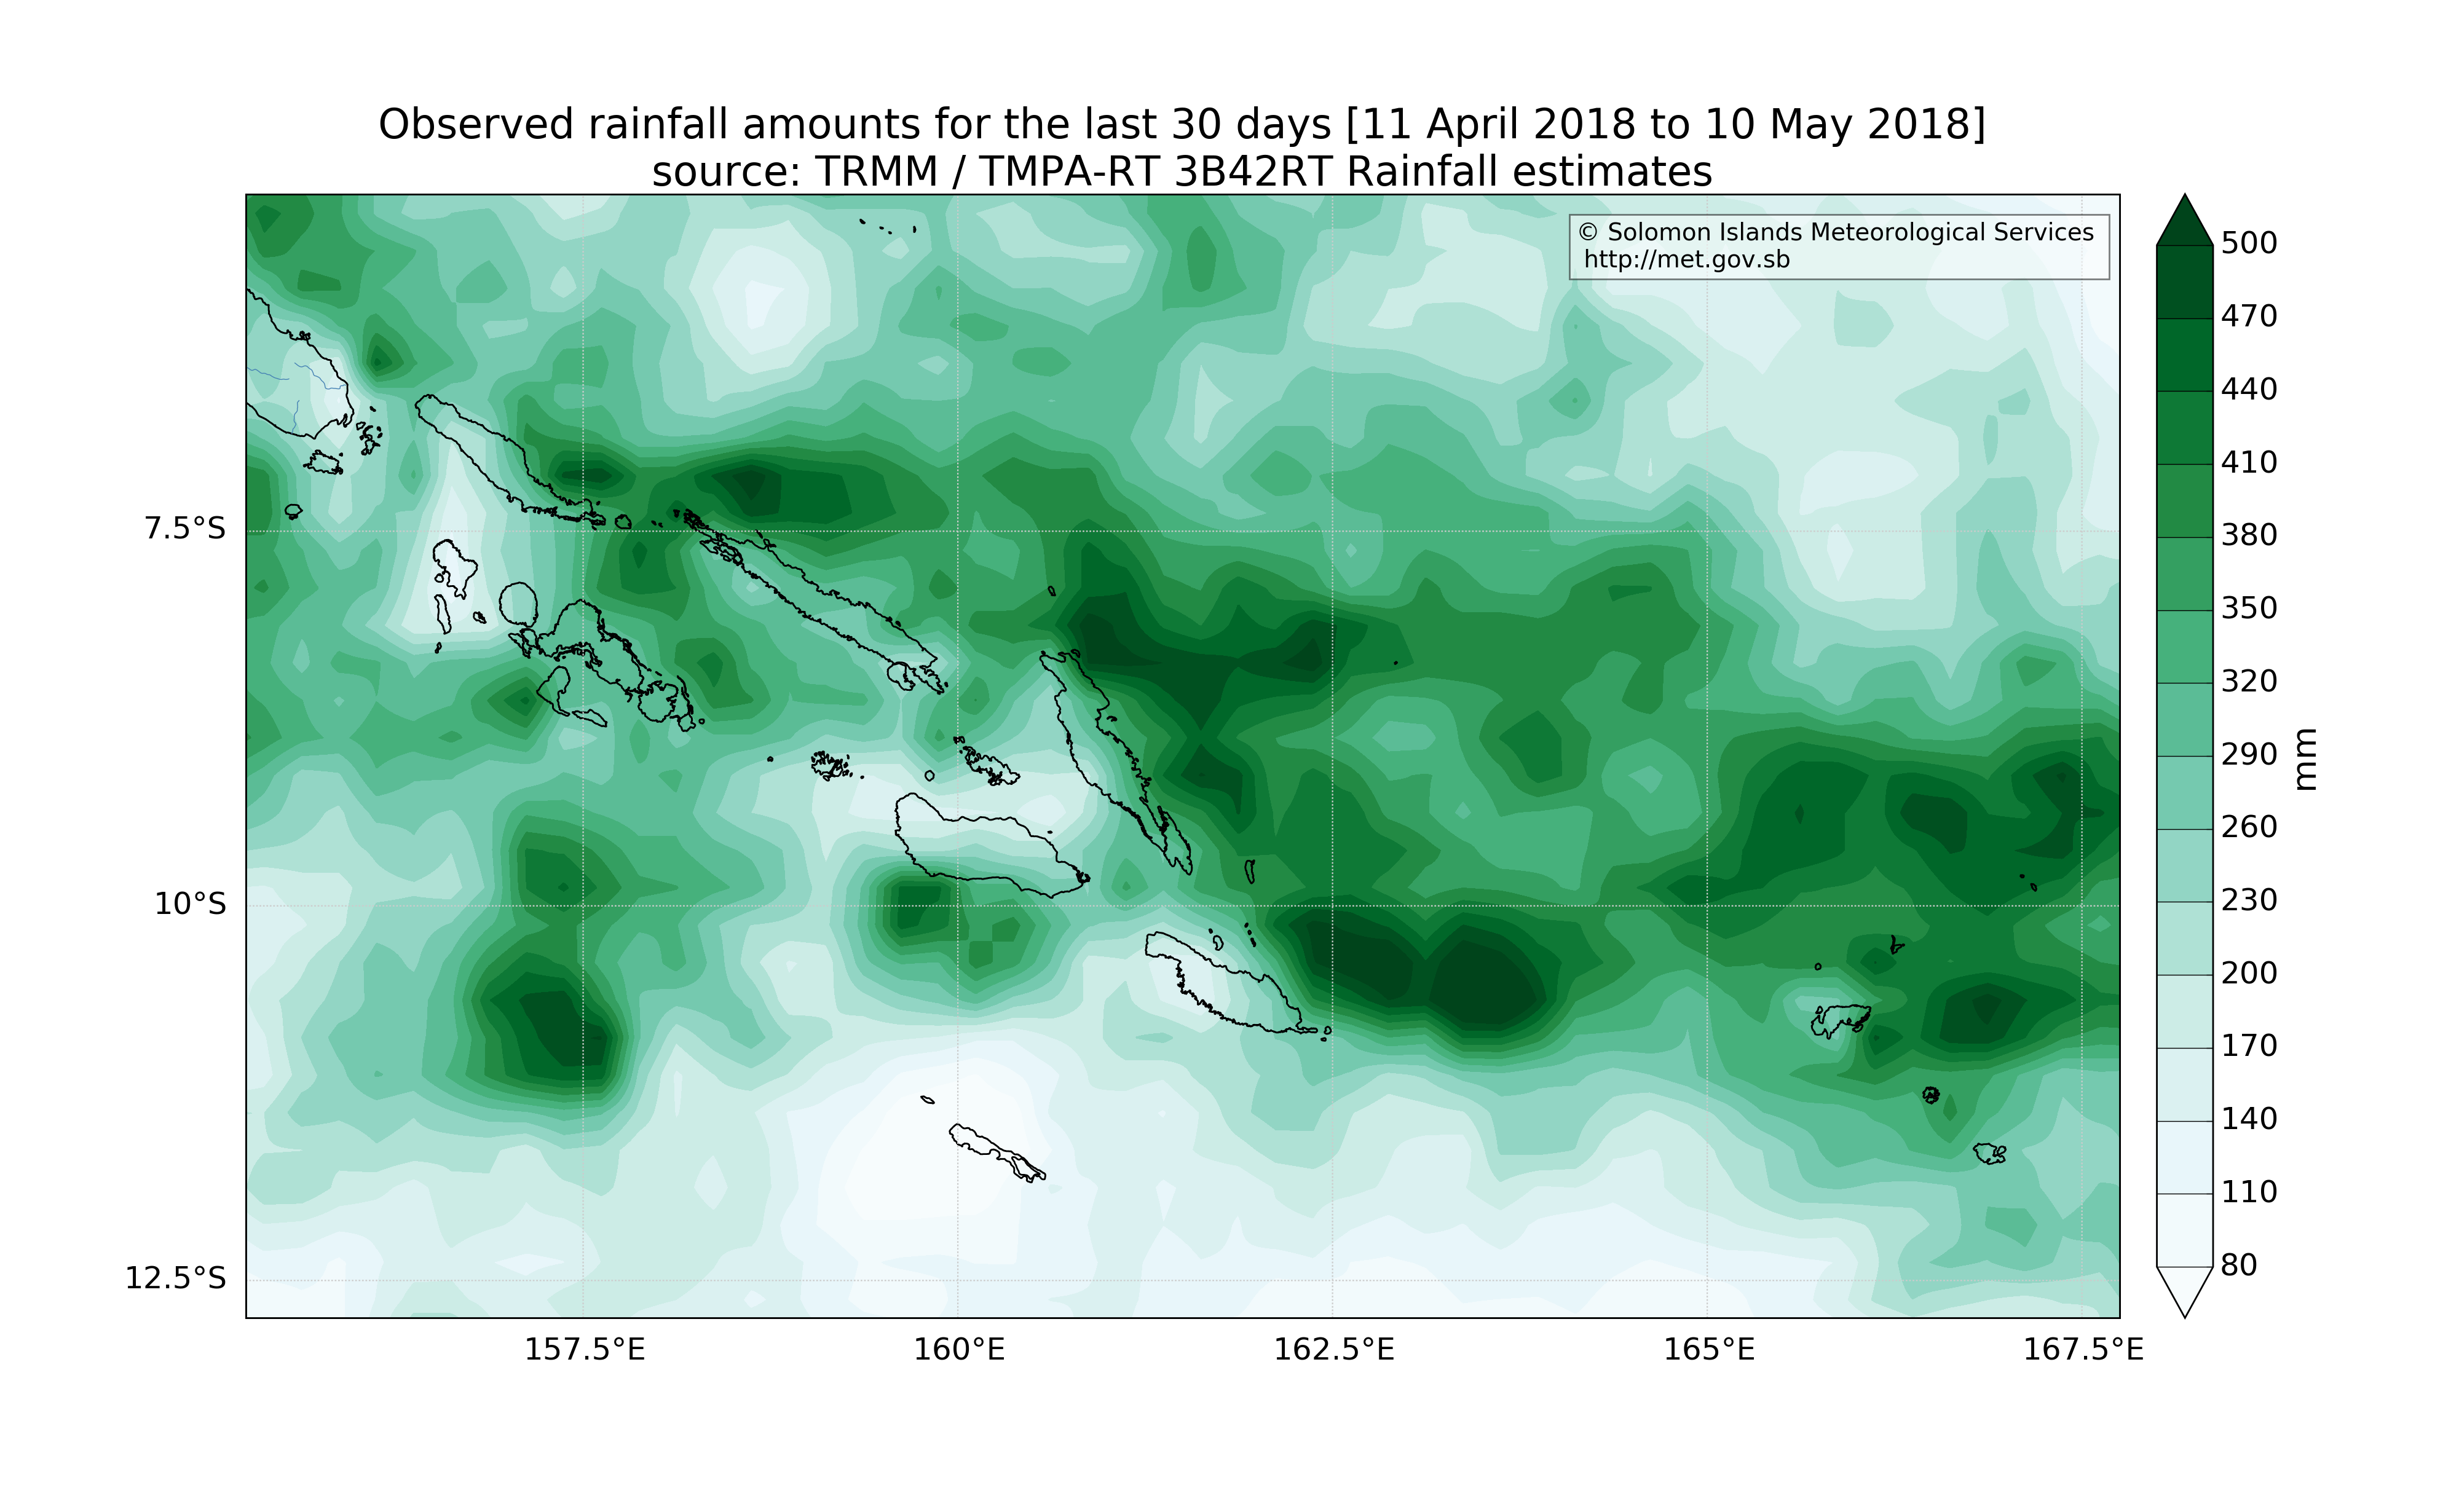 Observed rainfall amounts for the last 30 days [11 April 2018 to 10 May 2018]
source: TRMM / TMPA-RT 3B42RT Rainfall estimates
© Solomon Islands Meteorological Services
http://met.gov.sb
7.5°S
10°S
12.5°S
157.5°E
160°E
162.5°E
165°E
167.5°E
500
470
440
410
380
350
320
290
260
230
200
170
140
110
80
mm